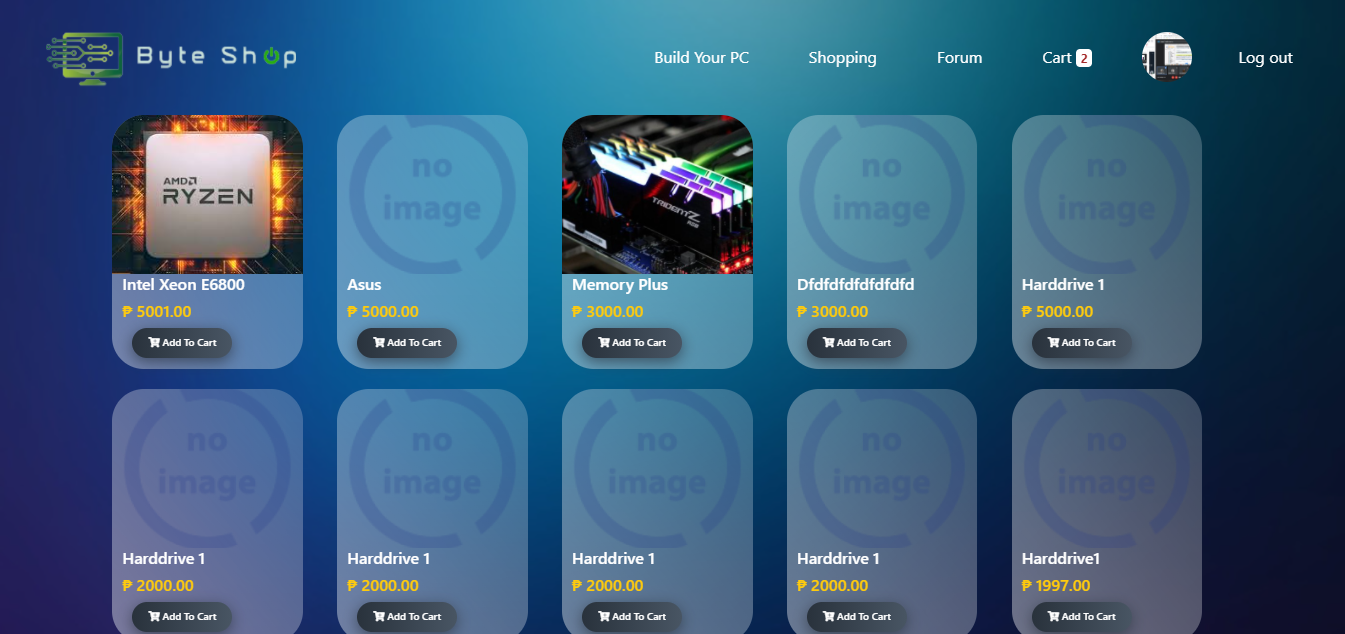 Byte Shop
Build Your PC
Shopping
Forum
Cart 2
Log out
AMD
RYZEN
no
image
TRIDENT Z
RGB
no
image
no
image
Intel Xeon E6800
Asus
Memory Plus
Dfdfdfdfdfdfdfd
Harddrive 1
₱ 5001.00
₱ 5000.00
₱ 3000.00
₱ 3000.00
₱ 5000.00
Add To Cart
Add To Cart
Add To Cart
Add To Cart
Add To Cart
no
image
no
image
no
image
no
image
no
image
Harddrive 1
Harddrive 1
Harddrive 1
Harddrive 1
Harddrive1
₱ 2000.00
₱ 2000.00
₱ 2000.00
₱ 2000.00
₱ 1997.00
Add To Cart
Add To Cart
Add To Cart
Add To Cart
Add To Cart